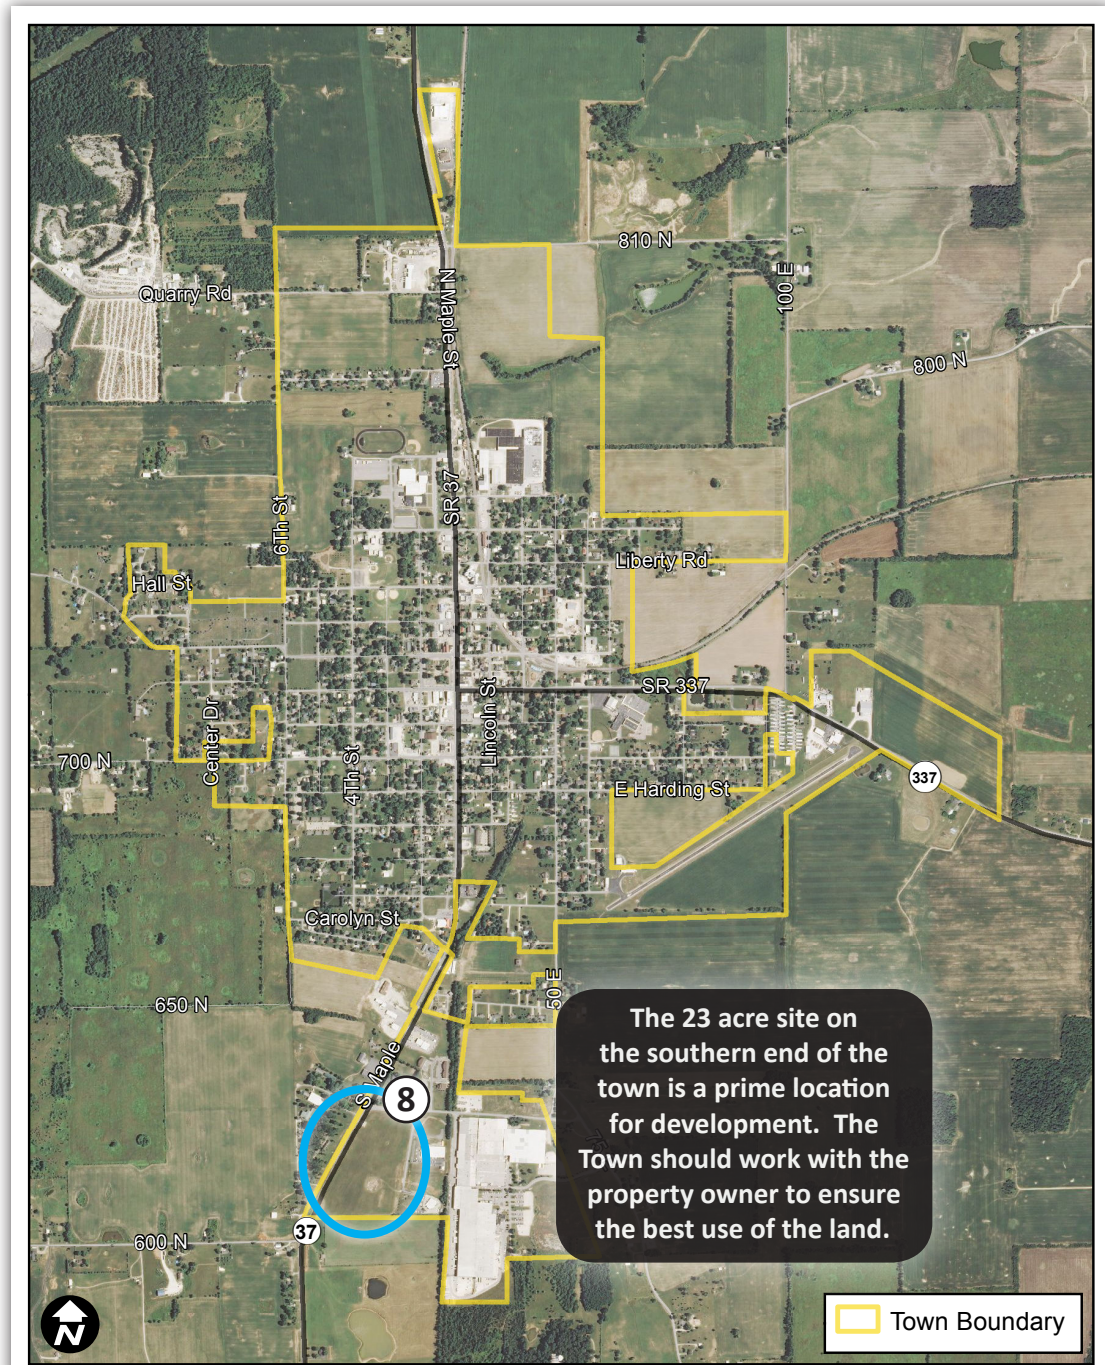 810 N
100 E
Quarry Rd
N Maple St
800 N
SR 37
6Th St
Liberty Rd
Hall St
SR 337
Lincoln St
Center Dr
700 N
4Th St
337
E Harding St
Carolyn St
50 E
650 N
The 23 acre site on
the southern end of the
town is a prime location
for development. The
Town should work with the
property owner to ensure
the best use of the land.
S Maple
8
37
600 N
N
Town Boundary